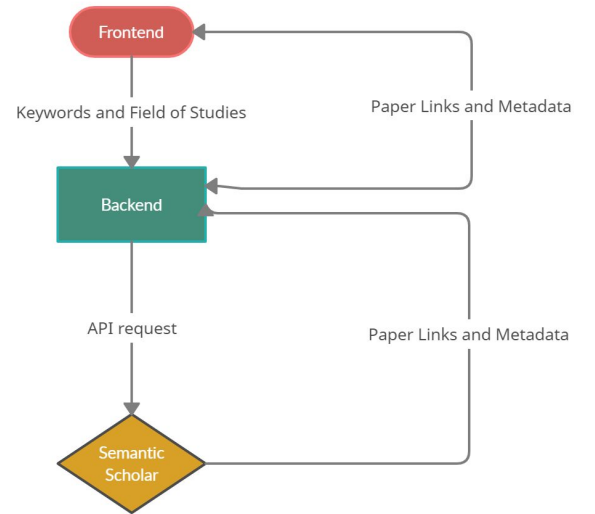 Frontend
Keywords and Field of Studies
Paper Links and Metadata
Backend
API request
Paper Links and Metadata
Semantic
Scholar